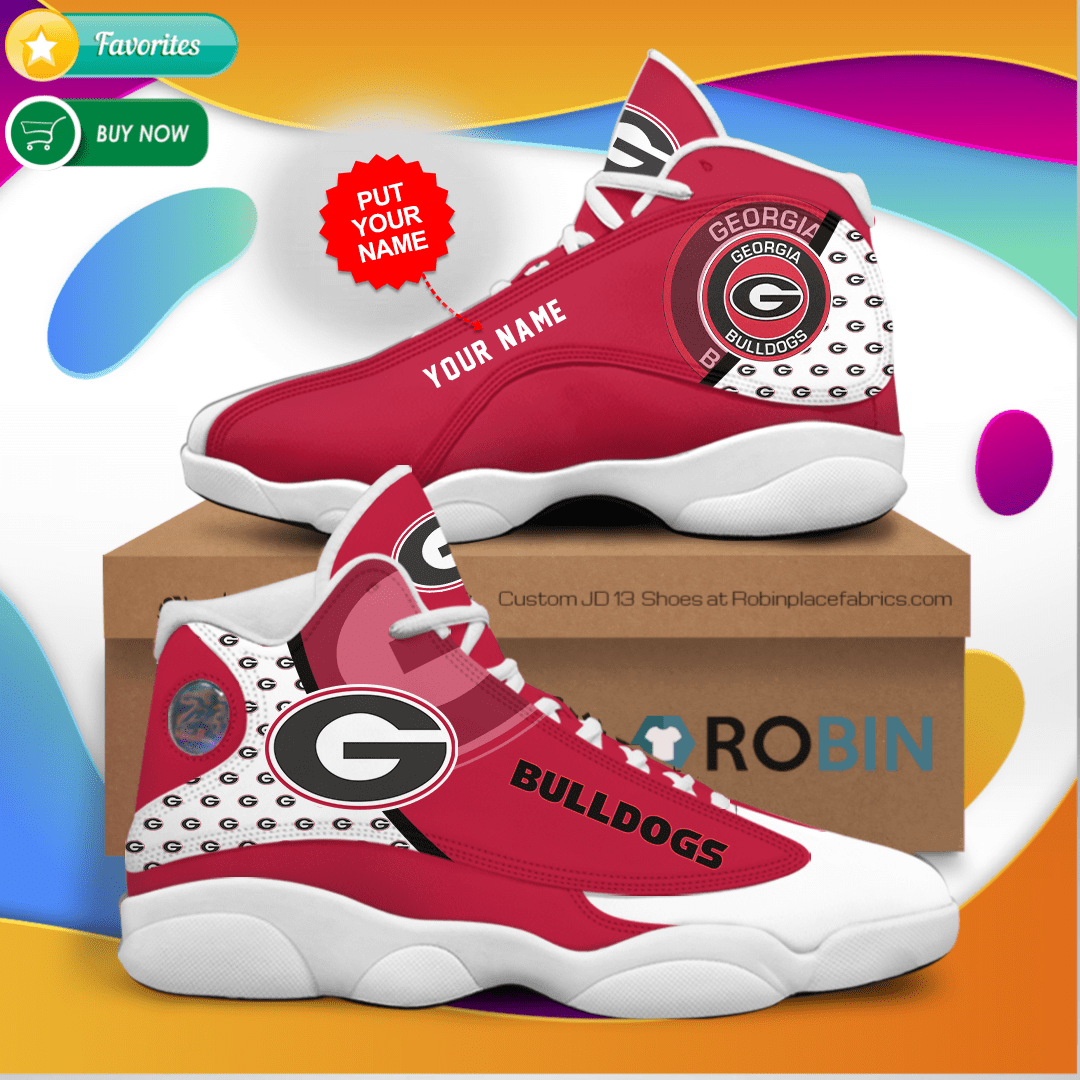 Favorites
BUY NOW
PUT
YOUR
NAME
YOUR NAME
GEORGIA
GEORGIA
BULLDOGS
B
G
Custom JD 13 Shoes at Robinplacefabrics.com
G
BULLDOGS
ROBIN